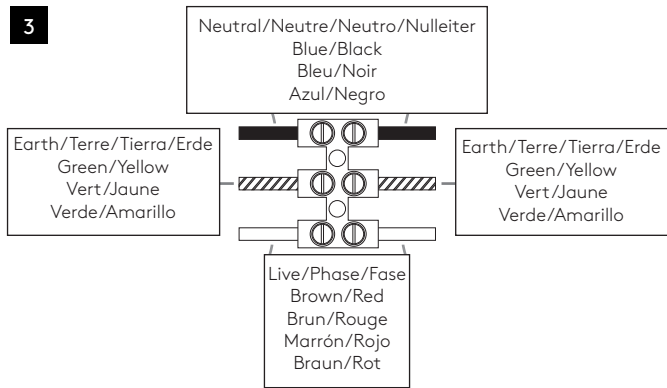 3
Neutral/Neutre/Neutro/Nulleiter
Blue/Black
Bleu/Noir
Azul/Negro
Earth/Terre/Tierra/Erde
Green/Yellow
Vert/Jaune
Verde/Amarillo
Earth/Terre/Tierra/Erde
Green/Yellow
Vert/Jaune
Verde/Amarillo
Live/Phase/Fase
Brown/Red
Brun/Rouge
Marrón/Rojo
Braun/Rot